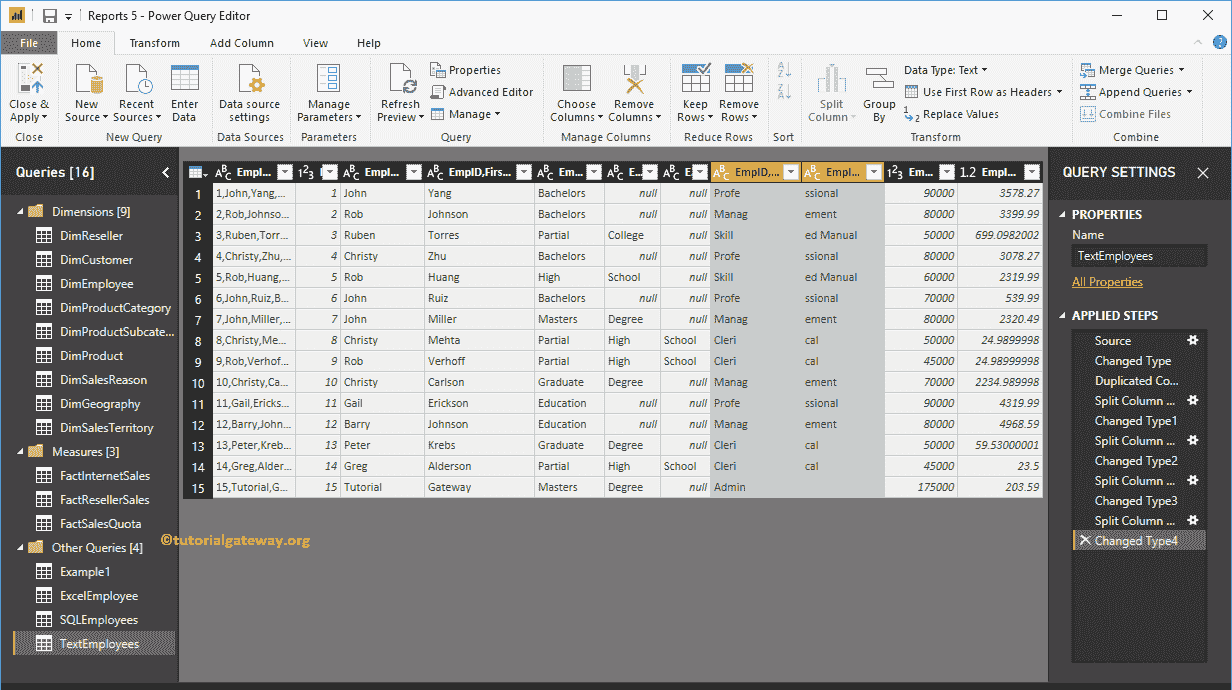 Reports 5 - Power Query Editor
File Home Transform Add Column View Help
Close & Apply
New Source
Recent Sources
Enter Data
Data source settings
Manage Parameters
Refresh Preview
Properties
Advanced Editor
Manage
Choose Columns
Remove Columns
Keep Rows
Remove Rows
Split Column
Group By
Data Type: Text
Use First Row as Headers
Replace Values
Merge Queries
Append Queries
Combine Files
Close New Query Data Sources Parameters Query Manage Columns Reduce Rows Sort Transform Combine
Queries [16]
Dimensions [9]
DimReseller
DimCustomer
DimEmployee
DimProductCategory
DimProductSubcate...
DimProduct
DimSalesReason
DimGeography
DimSalesTerritory
Measures [3]
FactInternetSales
FactResellerSales
FactSalesQuota
Other Queries [4]
Example1
ExcelEmployee
SQLEmployees
TextEmployees
ABC Empl... 123 ABC Empl... ABC EmpID,Firs... ABC Em... ABC E... ABC E... ABC EmpID,... ABC Empl... 123 Em... 1.2 Empl...
1 1,John,Yang,... 1 John Yang Bachelors null null Profe ssional 90000 3578.27
2 2,Rob,Johnso... 2 Rob Johnson Bachelors null null Manag ement 80000 3399.99
3 3,Ruben,Torr... 3 Ruben Torres Partial College null Skill ed Manual 50000 699.0982002
4 4,Christy,Zhu,... 4 Christy Zhu Bachelors null null Profe ssional 80000 3078.27
5 5,Rob,Huang,... 5 Rob Huang High School null Skill ed Manual 60000 2319.99
6 6,John,Ruiz,B... 6 John Ruiz Bachelors null null Profe ssional 70000 539.99
7 7,John,Miller,... 7 John Miller Masters Degree null Manag ement 80000 2320.49
8 8,Christy,Me... 8 Christy Mehta Partial High School Cleri cal 50000 24.9899998
9 9,Rob,Verhof... 9 Rob Verhoff Partial High School Cleri cal 45000 24.98999998
10 10,Christy,Ca... 10 Christy Carlson Graduate Degree null Manag ement 70000 2234.989998
11 11,Gail,Ericks... 11 Gail Erickson Education null null Profe ssional 90000 4319.99
12 12,Barry,John... 12 Barry Johnson Education null null Manag ement 80000 4968.59
13 13,Peter,Kreb... 13 Peter Krebs Graduate Degree null Cleri cal 50000 59.53000001
14 14,Greg,Alder... 14 Greg Alderson Partial High School Cleri cal 45000 23.5
15 15,Tutorial,G... 15 Tutorial Gateway Masters Degree null Admin 175000 203.59
©tutorialgateway.org
QUERY SETTINGS
PROPERTIES
Name
TextEmployees
All Properties
APPLIED STEPS
Source
Changed Type
Duplicated Co...
Split Column ...
Changed Type1
Split Column ...
Changed Type2
Split Column ...
Changed Type3
Split Column ...
Changed Type4